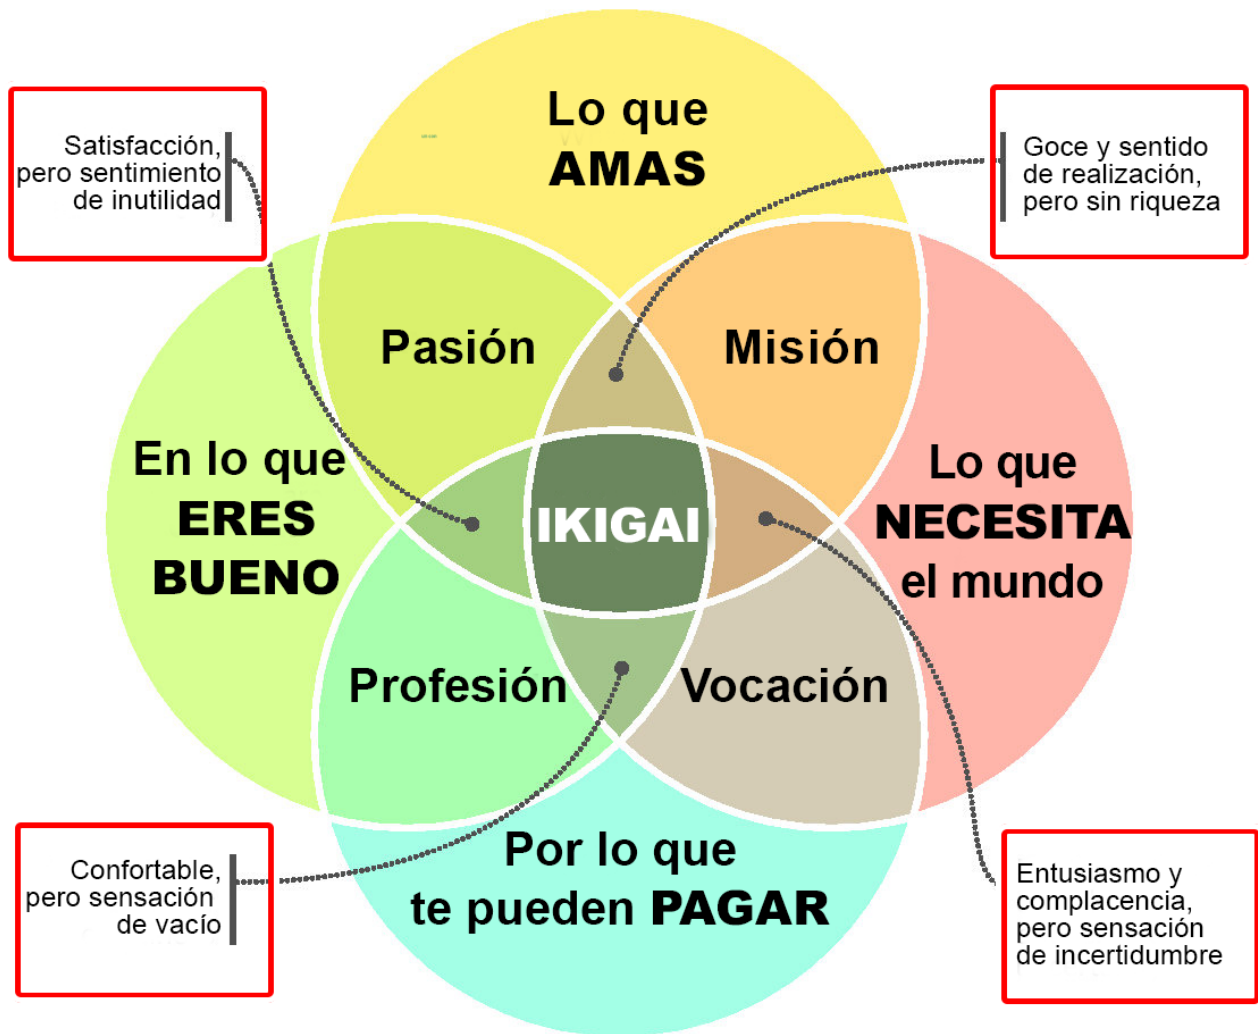 Lo que
AMAS
Satisfacción,
pero sentimiento
de inutilidad
Goce y sentido
de realización,
pero sin riqueza
Pasión
Misión
En lo que
ERES
BUENO
IKIGAI
Lo que
NECESITA
el mundo
Profesión
Vocación
Por lo que
te pueden PAGAR
Confortable,
pero sensación
de vacío
Entusiasmo y
complacencia,
pero sensación
de incertidumbre